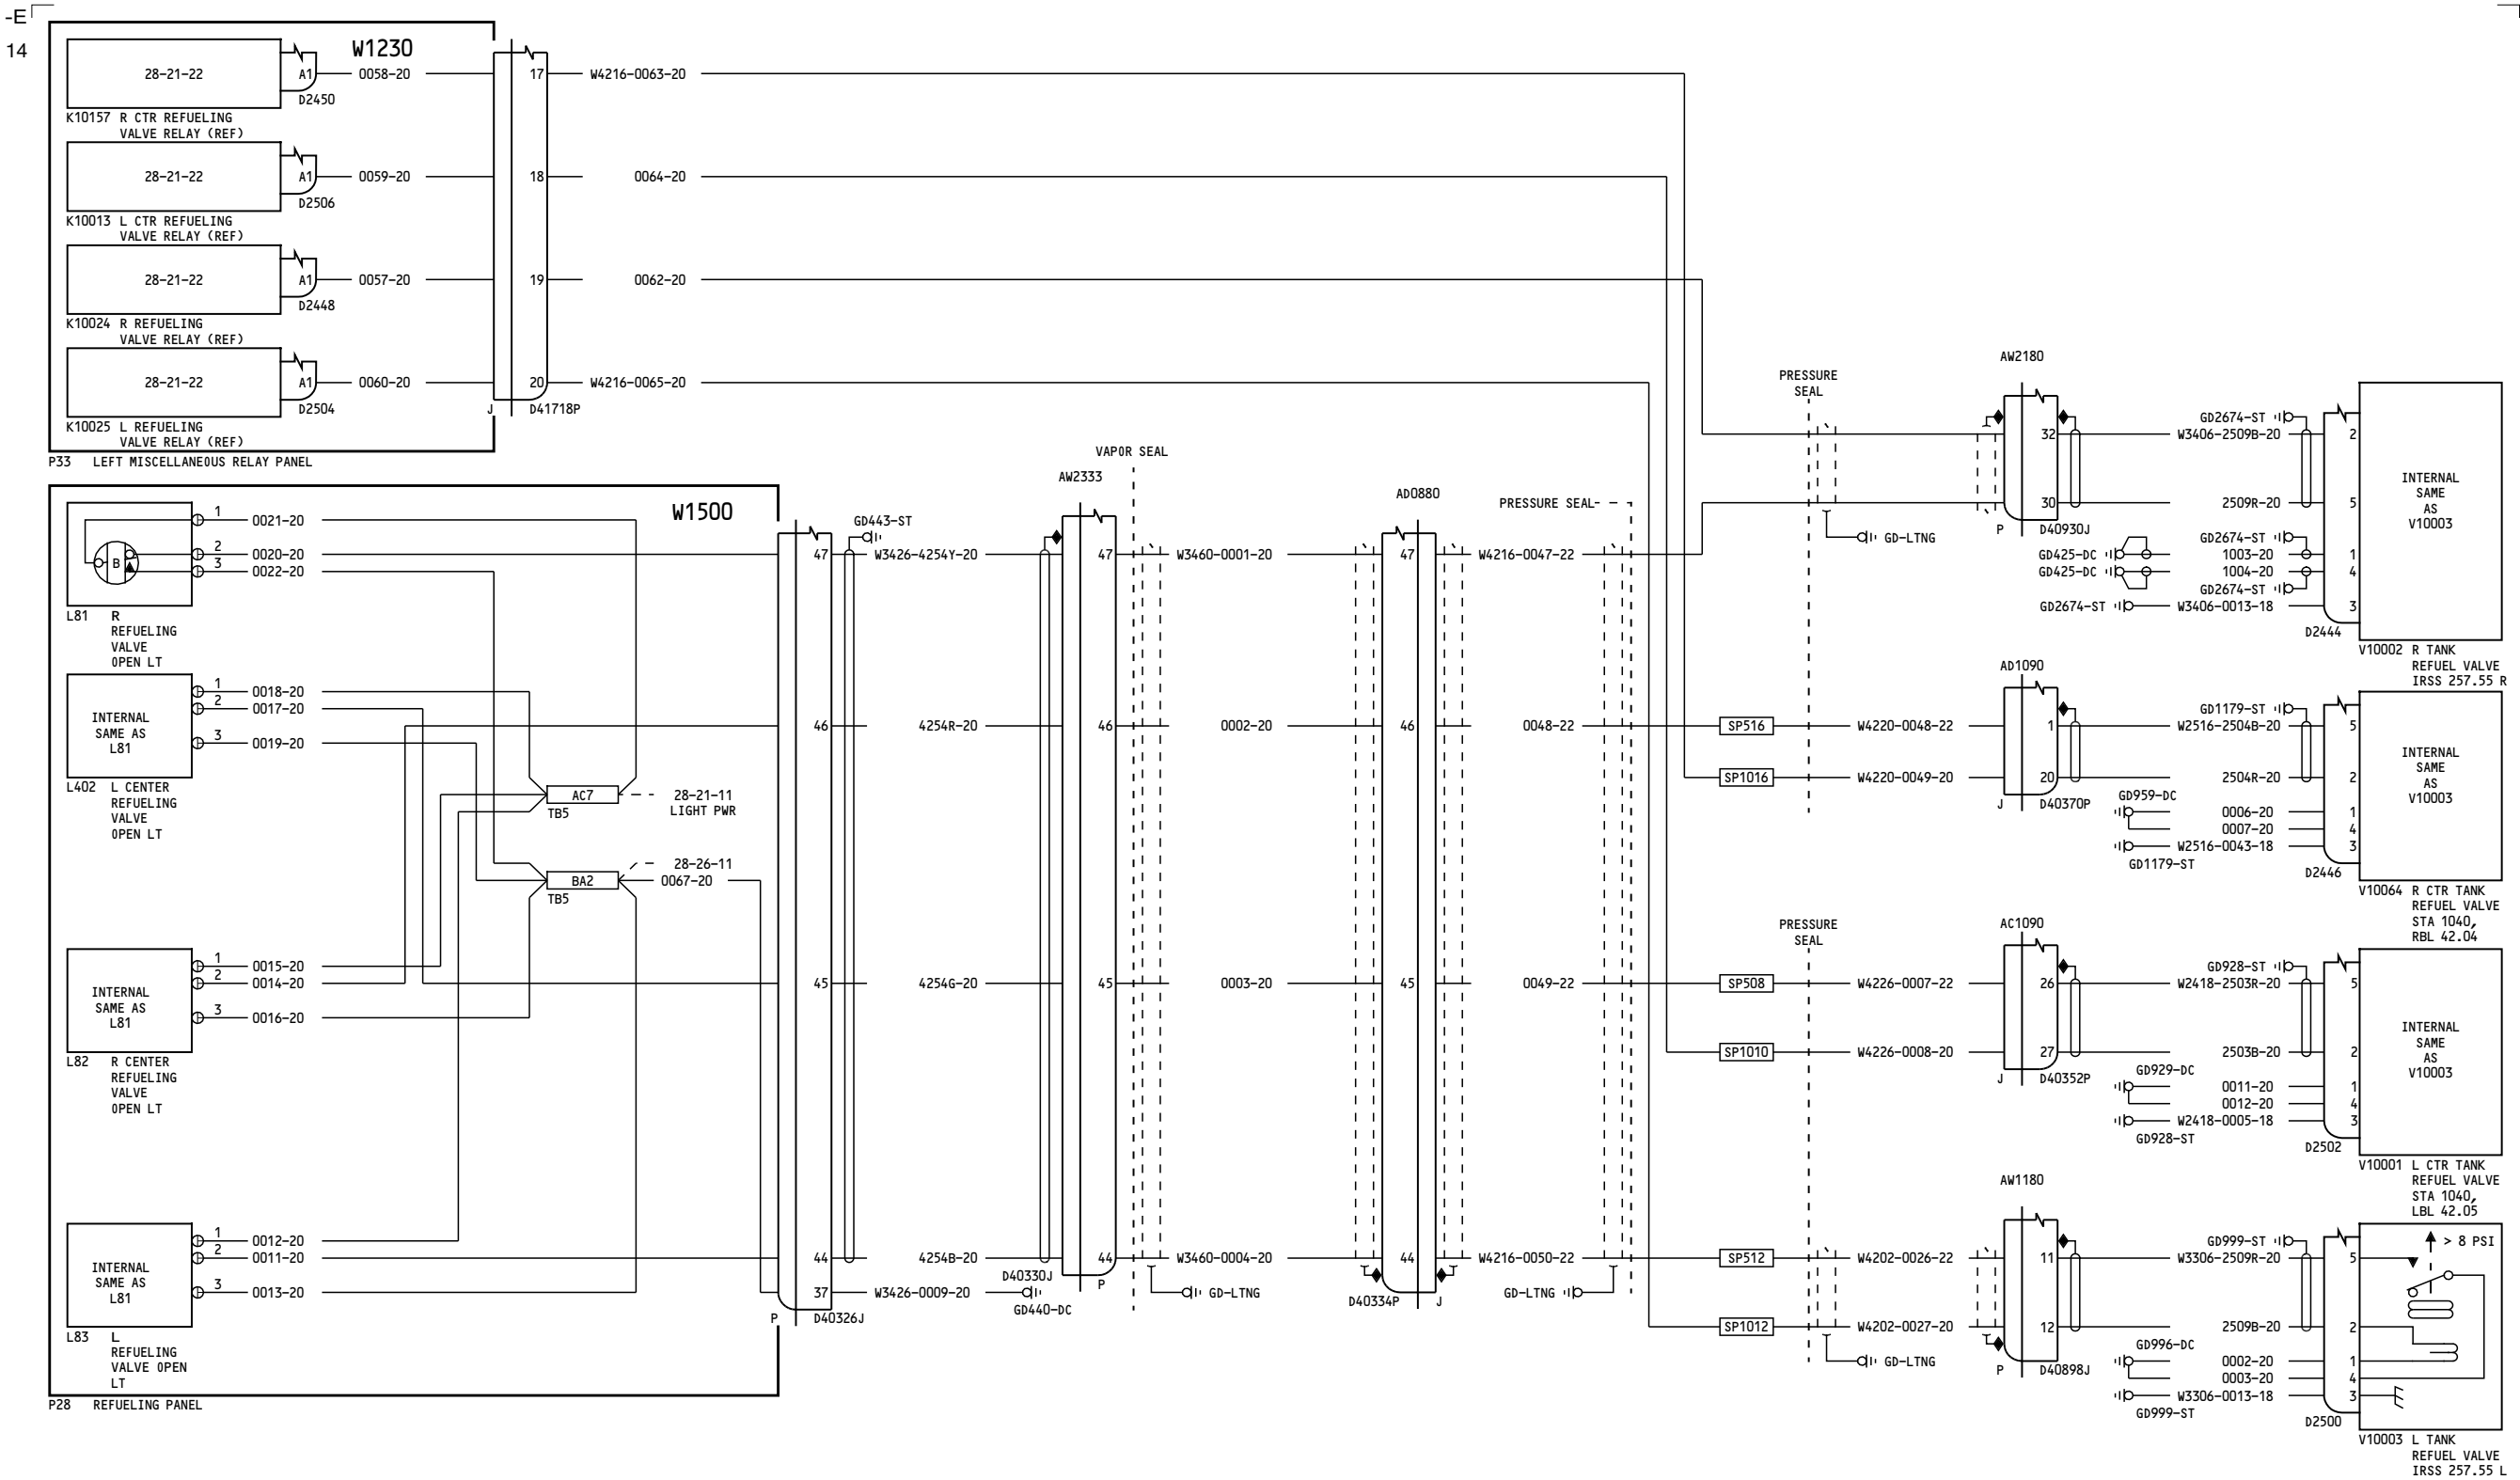 -E
14
W1230
28-21-22
A1
0058-20
17
W4216-0063-20
D2450
K10157 R CTR REFUELING
VALVE RELAY (REF)
28-21-22
A1
0059-20
18
0064-20
D2506
K10013 L CTR REFUELING
VALVE RELAY (REF)
28-21-22
A1
0057-20
19
0062-20
D2448
K10024 R REFUELING
VALVE RELAY (REF)
28-21-22
A1
0060-20
20
W4216-0065-20
D2504
J
D41718P
K10025 L REFUELING
VALVE RELAY (REF)
P33 LEFT MISCELLANEOUS RELAY PANEL
W1500
B
1
0021-20
2
0020-20
3
0022-20
L81 R
REFUELING
VALVE
OPEN LT
INTERNAL
SAME AS
L81
1
0018-20
2
0017-20
3
0019-20
L402 L CENTER
REFUELING
VALVE
OPEN LT
AC7
TB5
28-21-11
LIGHT PWR
BA2
TB5
28-26-11
0067-20
INTERNAL
SAME AS
L81
1
0015-20
2
0014-20
3
0016-20
L82 R CENTER
REFUELING
VALVE
OPEN LT
INTERNAL
SAME AS
L81
1
0012-20
2
0011-20
3
0013-20
L83 L
REFUELING
VALVE OPEN
LT
P28 REFUELING PANEL
47
46
45
44
37
P
D40326J
GD443-ST
W3426-4254Y-20
4254R-20
4254G-20
4254B-20
W3426-0009-20
D40330J
GD440-DC
AW2333
47
46
45
44
P
VAPOR SEAL
W3460-0001-20
0002-20
0003-20
W3460-0004-20
GD-LTNG
AD0880
47
46
45
44
D40334P
J
PRESSURE SEAL
W4216-0047-22
0048-22
0049-22
W4216-0050-22
GD-LTNG
SP516
SP1016
SP508
SP1010
SP512
SP1012
PRESSURE
SEAL
GD-LTNG
W4220-0048-22
W4220-0049-20
PRESSURE
SEAL
W4226-0007-22
W4226-0008-20
W4202-0026-22
W4202-0027-20
GD-LTNG
AW2180
32
30
P
D40930J
GD2674-ST
W3406-2509B-20
2
2509R-20
5
GD2674-ST
GD425-DC
1003-20
1
GD425-DC
1004-20
4
GD2674-ST
GD2674-ST
W3406-0013-18
3
D2444
INTERNAL
SAME
AS
V10003
V10002 R TANK
REFUEL VALVE
IRSS 257.55 R
AD1090
1
20
J
D40370P
GD1179-ST
W2516-2504B-20
5
2504R-20
2
GD959-DC
0006-20
1
0007-20
4
W2516-0043-18
3
GD1179-ST
D2446
INTERNAL
SAME
AS
V10003
V10064 R CTR TANK
REFUEL VALVE
STA 1040,
RBL 42.04
AC1090
26
27
J
D40352P
GD928-ST
W2418-2503R-20
5
2503B-20
2
GD929-DC
0011-20
1
0012-20
4
W2418-0005-18
3
GD928-ST
D2502
INTERNAL
SAME
AS
V10003
V10001 L CTR TANK
REFUEL VALVE
STA 1040,
LBL 42.05
AW1180
11
12
P
D40898J
GD999-ST
W3306-2509R-20
5
2509B-20
2
GD996-DC
0002-20
1
0003-20
4
W3306-0013-18
3
GD999-ST
D2500
> 8 PSI
V10003 L TANK
REFUEL VALVE
IRSS 257.55 L